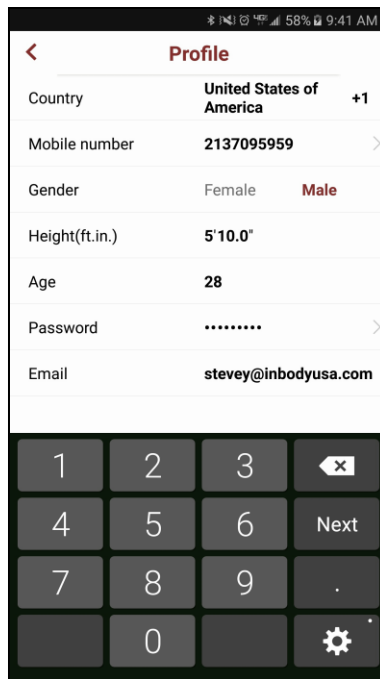 58% 9:41 AM
Profile
Country United States of America +1
Mobile number 2137095959
Gender Female Male
Height(ft.in.) 5'10.0"
Age 28
Password •••••••••
Email stevey@inbodyusa.com
1 2 3
4 5 6 Next
7 8 9 .
0